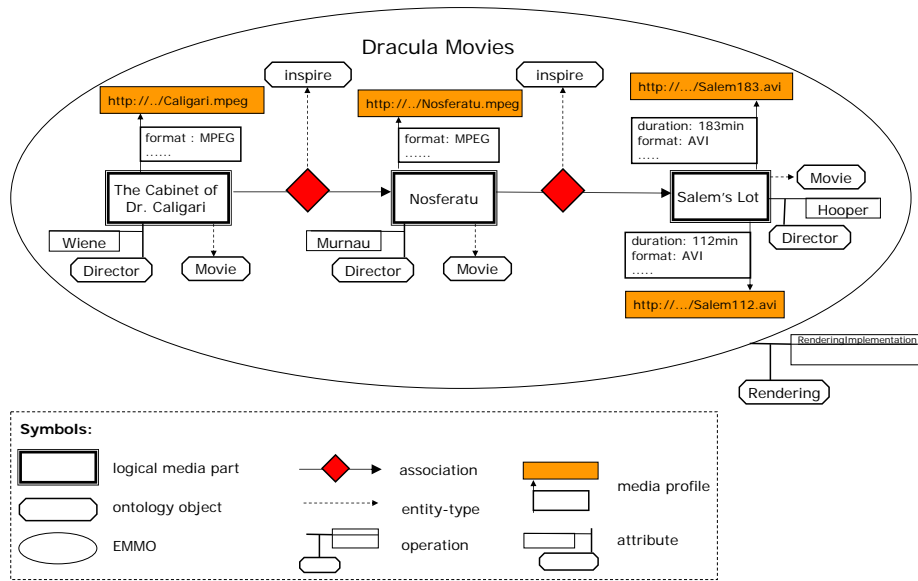 Dracula Movies
inspire
inspire
http://../Caligari.mpeg
http://../Nosferatu.mpeg
http://.../Salem183.avi
format : MPEG
......
format: MPEG
......
duration: 183min
format: AVI
.....
The Cabinet of
Dr. Caligari
Nosferatu
Salem's Lot
Movie
Hooper
Director
Wiene
Director
Movie
Murnau
Director
Movie
duration: 112min
format: AVI
.....
http://.../Salem112.avi
RenderingImplementation
Rendering
Symbols:
logical media part
association
media profile
ontology object
entity-type
EMMO
operation
attribute